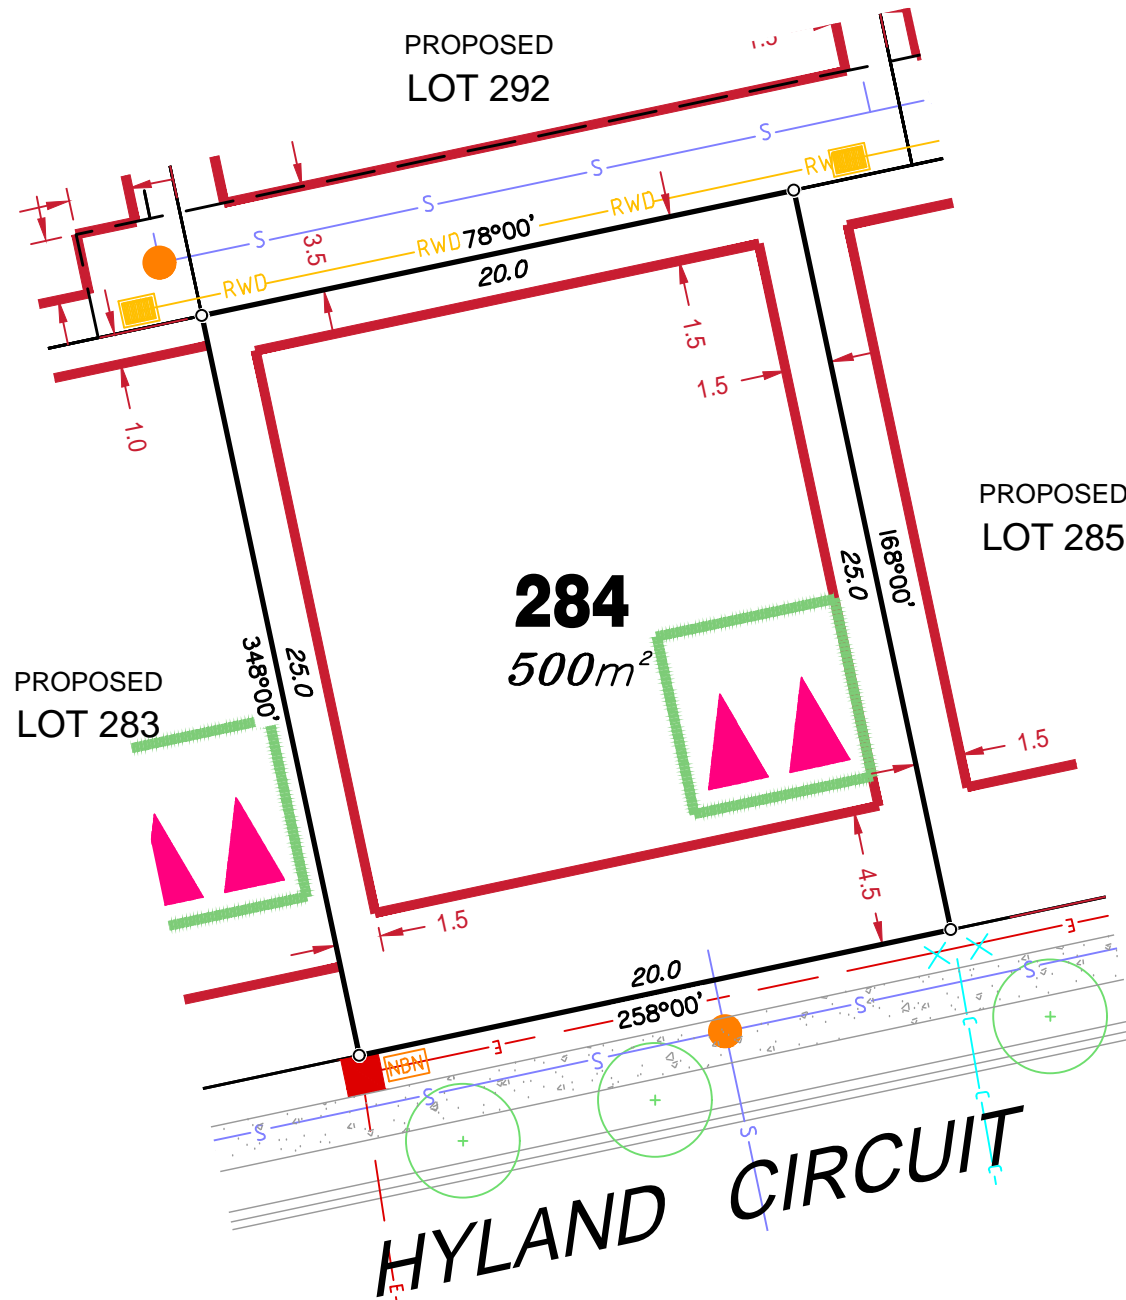 PROPOSED
LOT 292
1.5
S
S
S
S
RWD
RWD
RWD
RWD
78°00'
20.0
3.5
1.5
1.5
1.0
PROPOSED
LOT 285
168°00'
25.0
284
500m²
348°00'
25.0
PROPOSED
LOT 283
1.5
1.5
4.5
20.0
258°00'
E
E
NBN
S
S
S
S
S
S
C
C
C
E
HYLAND CIRCUIT